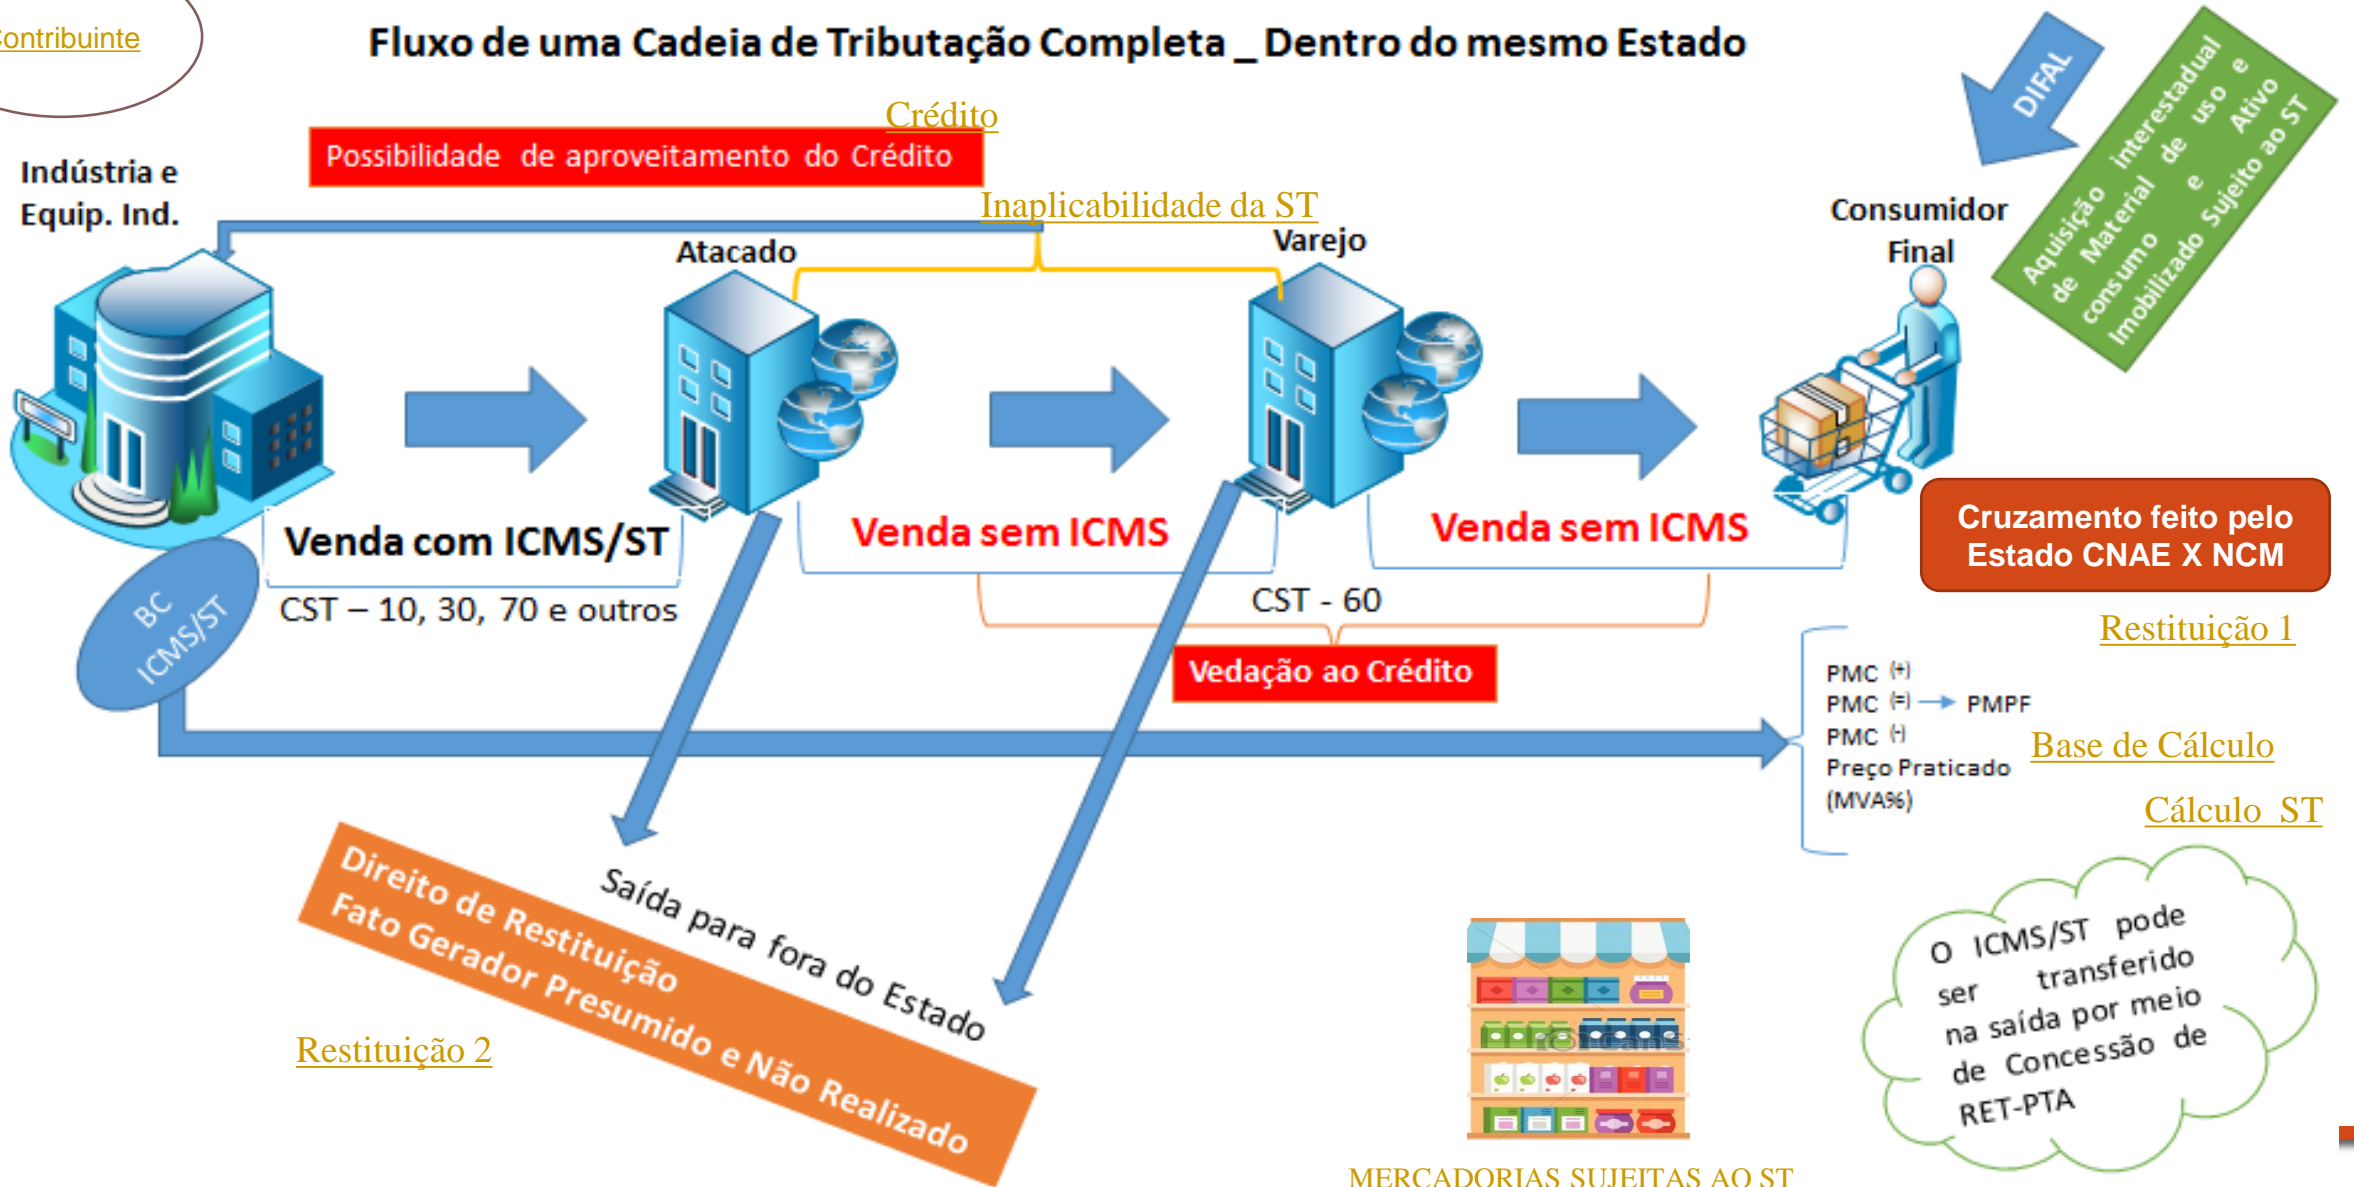 Contribuinte
Fluxo de uma Cadeia de Tributação Completa _ Dentro do mesmo Estado
Crédito
Possibilidade de aproveitamento do Crédito
Inaplicabilidade da ST
Indústria e
Equip. Ind.
Atacado
Varejo
Consumidor
Final
DIFAL
Aquisição interestadual
de Material de uso e
consumo e Ativo
Imobilizado Sujeito ao ST
Venda com ICMS/ST
CST – 10, 30, 70 e outros
Venda sem ICMS
Venda sem ICMS
CST - 60
Vedação ao Crédito
Cruzamento feito pelo
Estado CNAE X NCM
BC
ICMS/ST
Restituição 1
PMC (+)
PMC (=) PMPF
PMC (-)
Preço Praticado
(MVA%)
Base de Cálculo
Cálculo ST
Saída para fora do Estado
Direito de Restituição
Fato Gerador Presumido e Não Realizado
Restituição 2
O ICMS/ST pode
ser transferido
na saída por meio
de Concessão de
RET-PTA
MERCADORIAS SUJEITAS AO ST